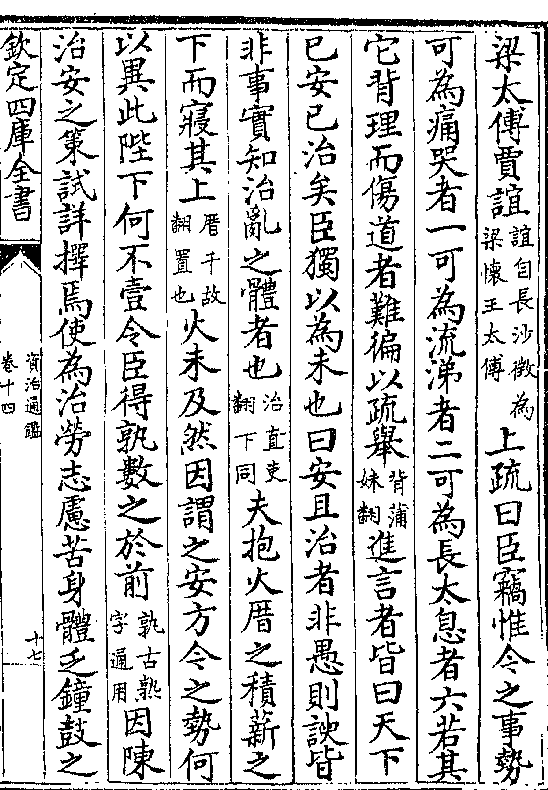 梁太傅賈誼誼自長沙徴為梁懷王太傅上疏曰臣竊惟今之事勢
可為痛哭者一可為流涕者二可為長太息者六若其
它背理而傷道者難徧以疏舉背蒲妹翻進言者皆曰天下
已安已治矣臣獨以為未也曰安且治者非愚則諛皆
非事實知治亂之體者也治直吏翻下同夫抱火厝之積薪之
下而寢其上厝千故翻置也火未及然因謂之安方今之勢何
以異此陛下何不壹令臣得孰數之於前孰古熟字通用因陳
治安之策試詳擇焉使為治勞志慮苦身體乏鐘鼓之
欽定四庫全書
資治通鑑
卷十四
十七